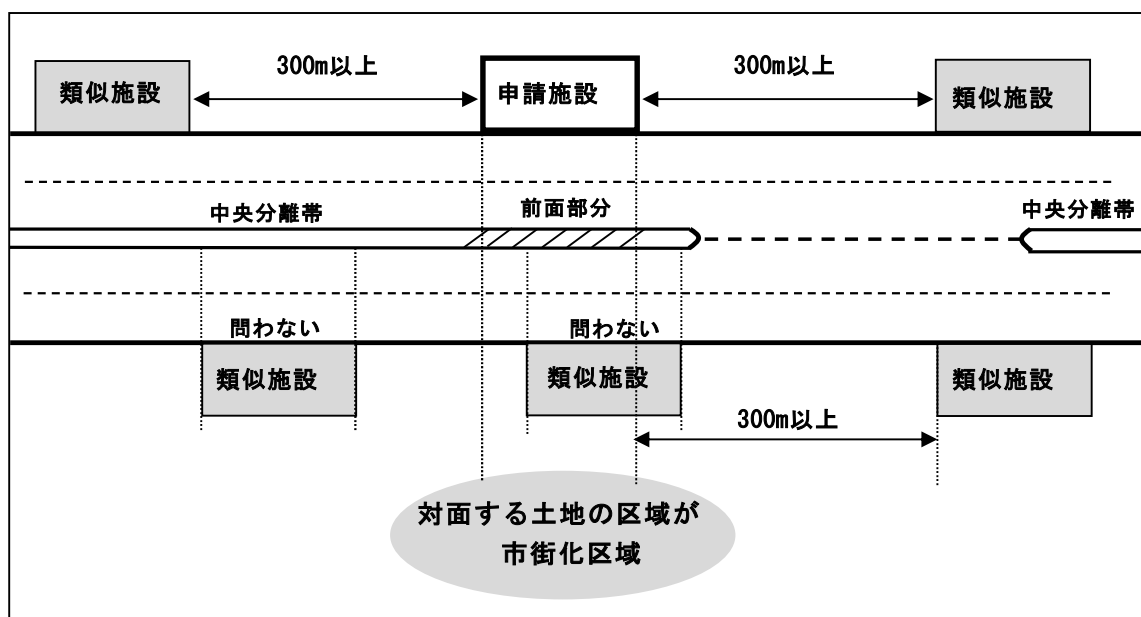 300m以上
300m以上
類似施設
申請施設
類似施設
中央分離帯
前面部分
中央分離帯
問わない
問わない
類似施設
類似施設
類似施設
300m以上
対面する土地の区域が
市街化区域